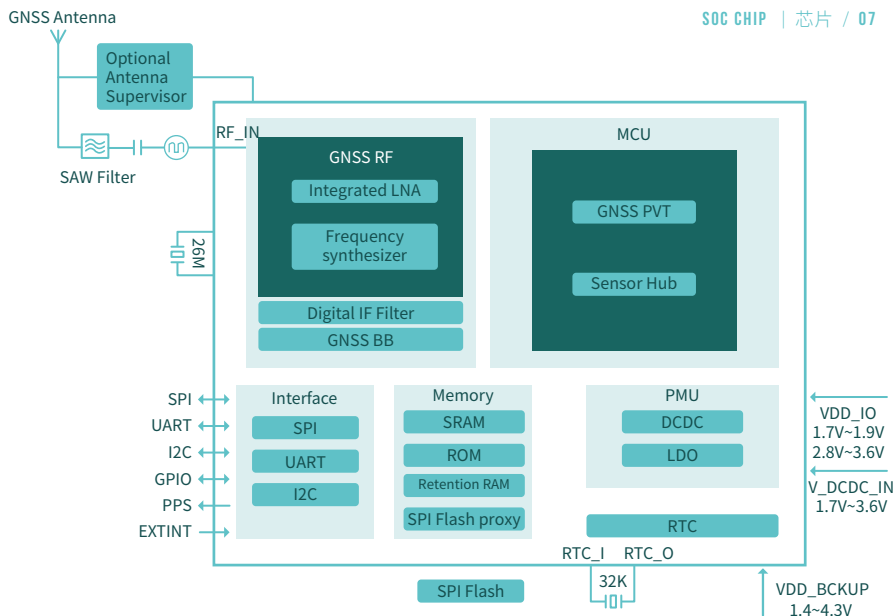 GNSS Antenna
SOC CHIP | 芯片 / 07
Optional
Antenna
Supervisor
RF_IN
SAW Filter
26M
GNSS RF
Integrated LNA
Frequency
synthesizer
Digital IF Filter
GNSS BB
MCU
GNSS PVT
Sensor Hub
SPI
UART
I2C
GPIO
PPS
EXTINT
Interface
SPI
UART
I2C
Memory
SRAM
ROM
Retention RAM
SPI Flash proxy
PMU
DCDC
LDO
RTC
VDD_IO
1.7V~1.9V
2.8V~3.6V
V_DCDC_IN
1.7V~3.6V
RTC_I
RTC_O
32K
SPI Flash
VDD_BCKUP
1.4~4.3V